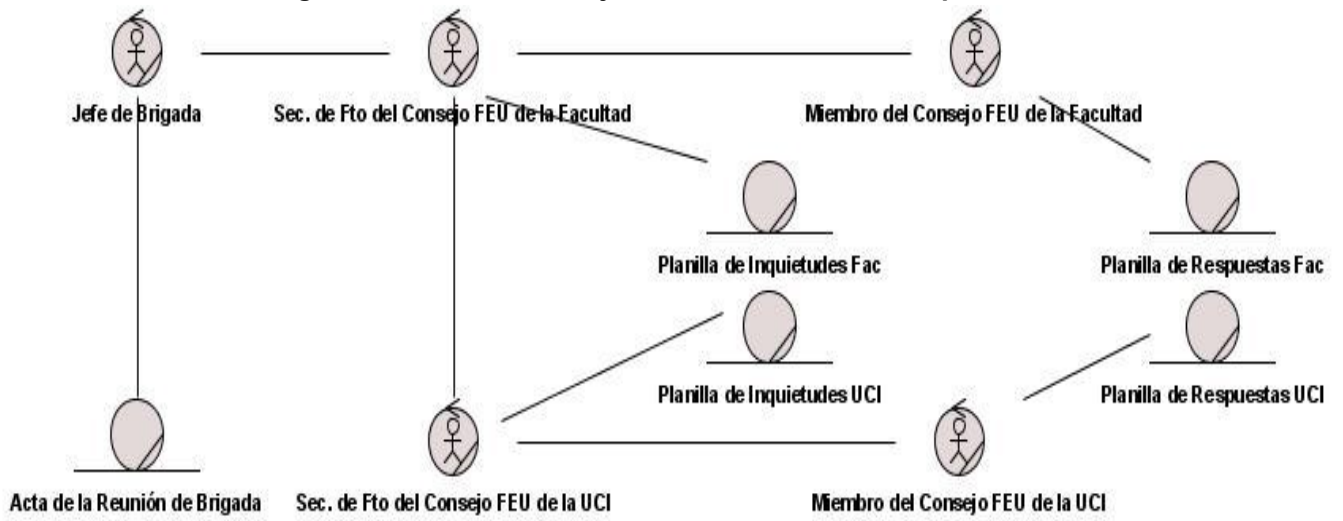 Jefe de Brigada
Sec. de Fto del Consejo FEU de la Facultad
Miembro del Consejo FEU de la Facultad
Planilla de Inquietudes Fac
Planilla de Respuestas Fac
Planilla de Inquietudes UCI
Planilla de Respuestas UCI
Acta de la Reunión de Brigada
Sec. de Fto del Consejo FEU de la UCI
Miembro del Consejo FEU de la UCI